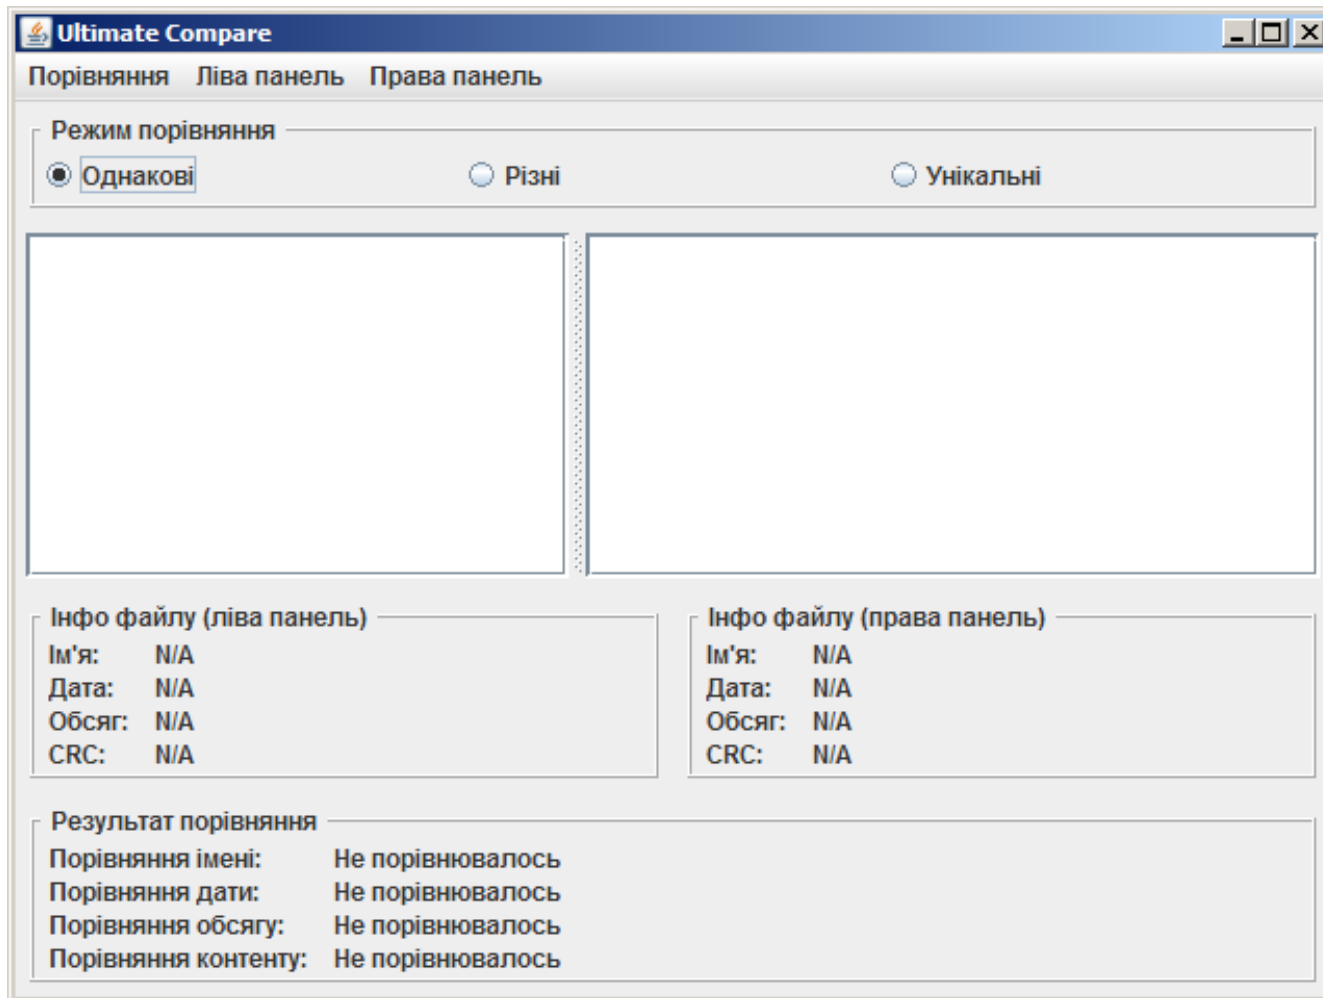 Ultimate Compare
Порівняння Ліва панель Права панель
Режим порівняння
Однакові Різні Унікальні
Інфо файлу (ліва панель)
Ім'я: N/A
Дата: N/A
Обсяг: N/A
CRC: N/A
Інфо файлу (права панель)
Ім'я: N/A
Дата: N/A
Обсяг: N/A
CRC: N/A
Результат порівняння
Порівняння імені: Не порівнювалось
Порівняння дати: Не порівнювалось
Порівняння обсягу: Не порівнювалось
Порівняння контенту: Не порівнювалось